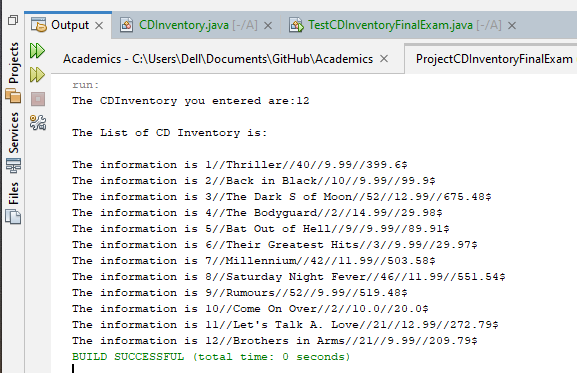 Output
CDInventory.java [-/A]
TestCDInventoryFinalExam.java [-/A]
Academics - C:\Users\Dell\Documents\GitHub\Academics
ProjectCDInventoryFinalExam
Projects
Services
Files
run:
The CDInventory you entered are:12
The List of CD Inventory is:
The information is 1//Thriller//40//9.99//399.6$
The information is 2//Back in Black//10//9.99//99.9$
The information is 3//The Dark S of Moon//52//12.99//675.48$
The information is 4//The Bodyguard//2//14.99//29.98$
The information is 5//Bat Out of Hell//9//9.99//89.91$
The information is 6//Their Greatest Hits//3//9.99//29.97$
The information is 7//Millennium//42//11.99//503.58$
The information is 8//Saturday Night Fever//46//11.99//551.54$
The information is 9//Rumours//52//9.99//519.48$
The information is 10//Come On Over//2//10.0//20.0$
The information is 11//Let's Talk A. Love//21//12.99//272.79$
The information is 12//Brothers in Arms//21//9.99//209.79$
BUILD SUCCESSFUL (total time: 0 seconds)